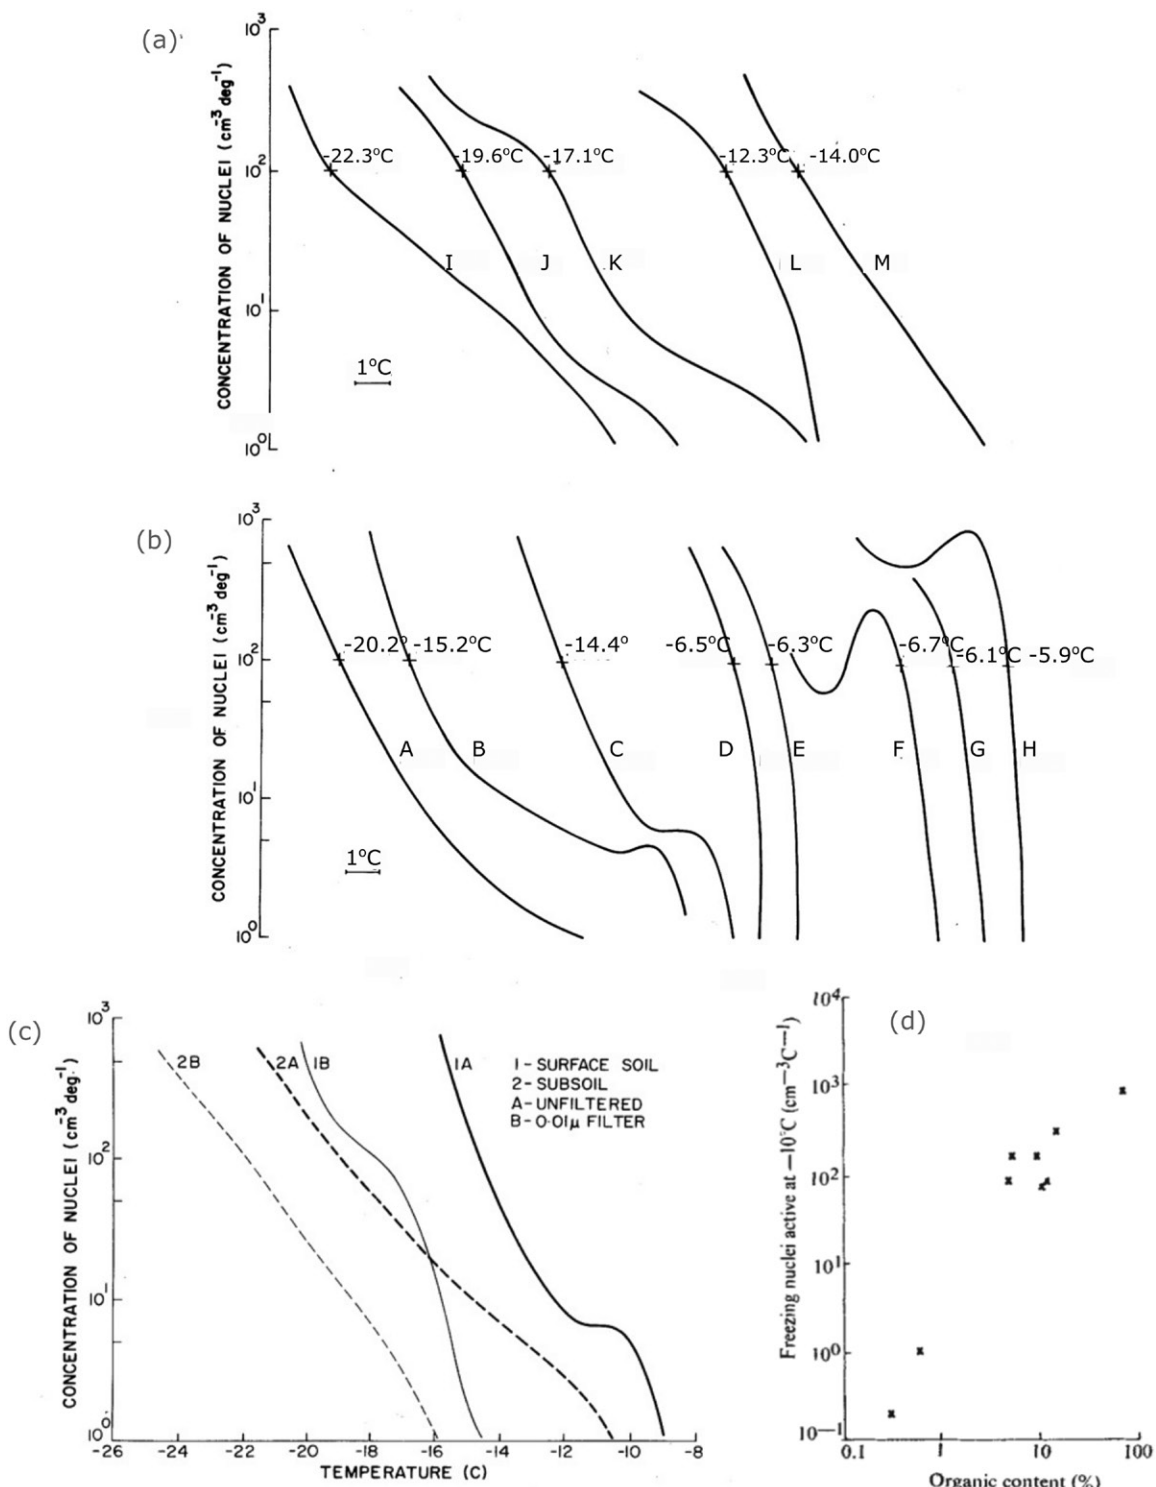 (a)
CONCENTRATION OF NUCLEI (cm⁻³ deg⁻¹)
10³
10²
10¹
10⁰
-22.3°C
-19.6°C
-17.1°C
-12.3°C
-14.0°C
I
J
K
L
M
1°C
(b)
CONCENTRATION OF NUCLEI (cm⁻³ deg⁻¹)
10³
10²
10¹
10⁰
-20.2°
-15.2°C
-14.4°
-6.5°C
-6.3°C
-6.7°C
-6.1°C
-5.9°C
A
B
C
D
E
F
G
H
1°C
(c)
CONCENTRATION OF NUCLEI (cm⁻³ deg⁻¹)
10³
10²
10¹
10⁰
2B
2A
1B
1A
1 - SURFACE SOIL
2 - SUBSOIL
A - UNFILTERED
B - 0·01μ FILTER
-26 -24 -22 -20 -18 -16 -14 -12 -10 -8
TEMPERATURE (C)
(d)
Freezing nuclei active at —10°C (cm—³C—1)
10⁴
10³
10²
10¹
10⁰
10—1
0.1 1 10 100
Organic content (%)